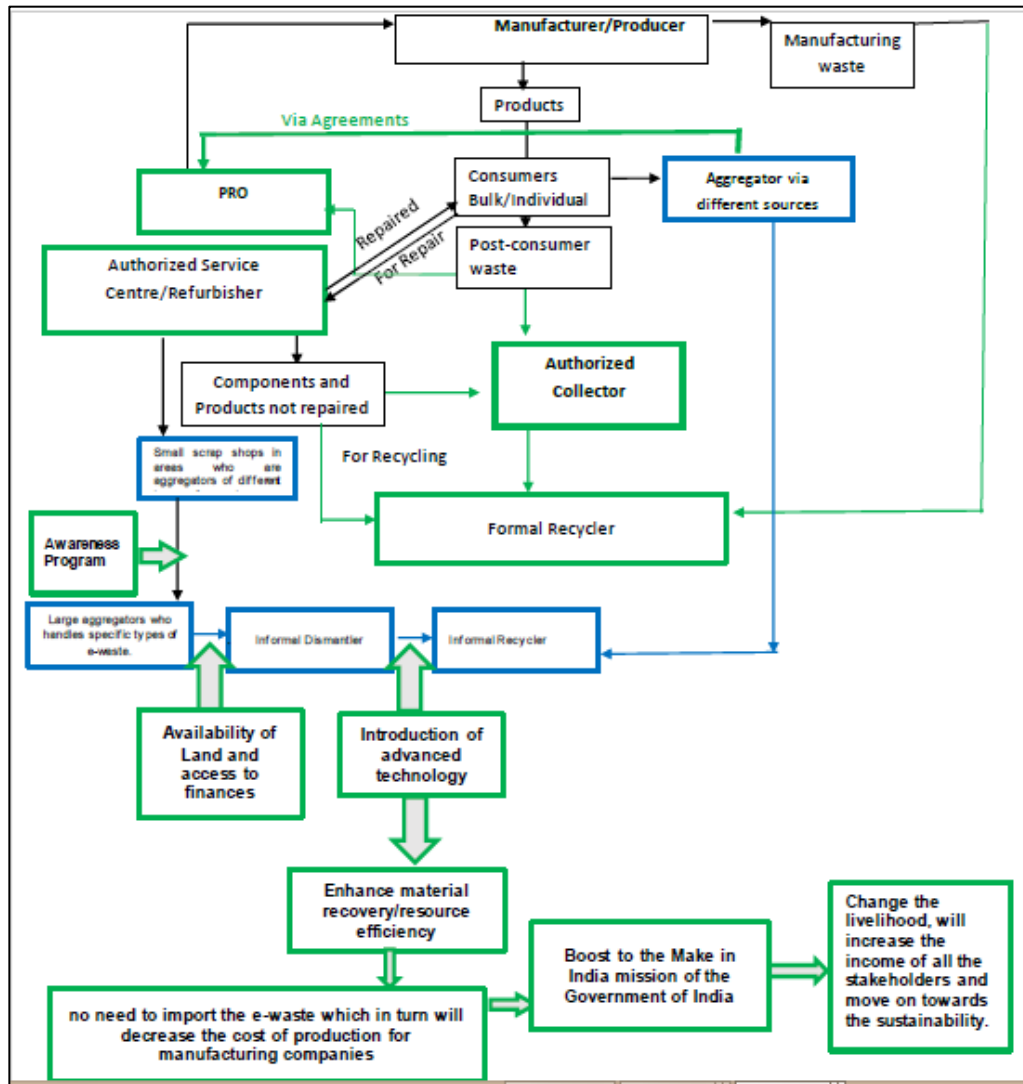 Manufacturer/Producer
Manufacturing
waste
Products
Via Agreements
PRO
Consumers
Bulk/Individual
Aggregator via
different sources
Repaired
For Repair
Post-consumer
waste
Authorized Service
Centre/Refurbisher
Authorized
Collector
Components and
Products not repaired
Small scrap shops in
areas who are
aggregators of different
For Recycling
Formal Recycler
Awareness
Program
Large aggregators who
handles specific types of
e-waste.
Informal Dismantler
Informal Recycler
Availability of
Land and
access to
finances
Introduction of
advanced
technology
Enhance material
recovery/resource
efficiency
Boost to the Make in
India mission of the
Government of India
Change the
livelihood, will
increase the
income of all the
stakeholders and
move on towards
the sustainability.
no need to import the e-waste which in turn will
decrease the cost of production for
manufacturing companies